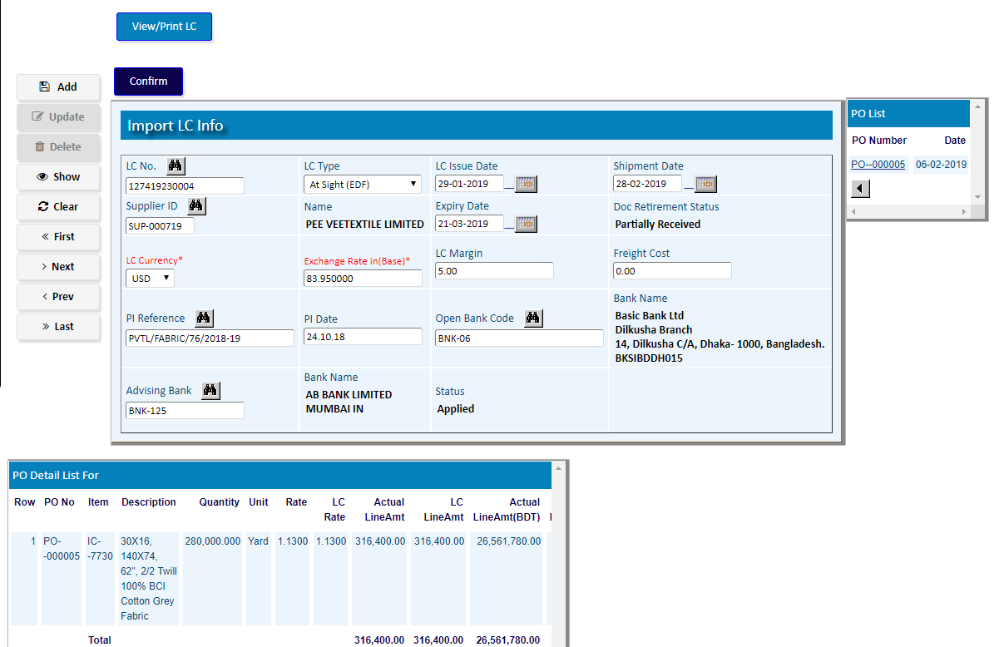 View/Print LC
Confirm
Add
Update
Delete
Show
Clear
« First
> Next
< Prev
» Last
Import LC Info
LC No.
127419230004
LC Type
At Sight (EDF)
LC Issue Date
29-01-2019
Shipment Date
28-02-2019
Supplier ID
SUP-000719
Name
PEE VEETEXTILE LIMITED
Expiry Date
21-03-2019
Doc Retirement Status
Partially Received
LC Currency*
USD
Exchange Rate in(Base)*
83.950000
LC Margin
5.00
Freight Cost
0.00
PI Reference
PVTL/FABRIC/76/2018-19
PI Date
24.10.18
Open Bank Code
BNK-06
Bank Name
Basic Bank Ltd
Dilkusha Branch
14, Dilkusha C/A, Dhaka- 1000, Bangladesh.
BKSIBDDH015
Advising Bank
BNK-125
Bank Name
AB BANK LIMITED
MUMBAI IN
Status
Applied
PO List
PO Number Date
PO--000005 06-02-2019
PO Detail List For
Row PO No Item Description Quantity Unit Rate LC Actual LC Actual
Rate LineAmt LineAmt LineAmt(BDT)
1 PO- IC- 30X16, 280,000.000 Yard 1.1300 1.1300 316,400.00 316,400.00 26,561,780.00
-000005 -7730 140X74,
62", 2/2 Twill
100% BCI
Cotton Grey
Fabric
Total 316,400.00 316,400.00 26,561,780.00